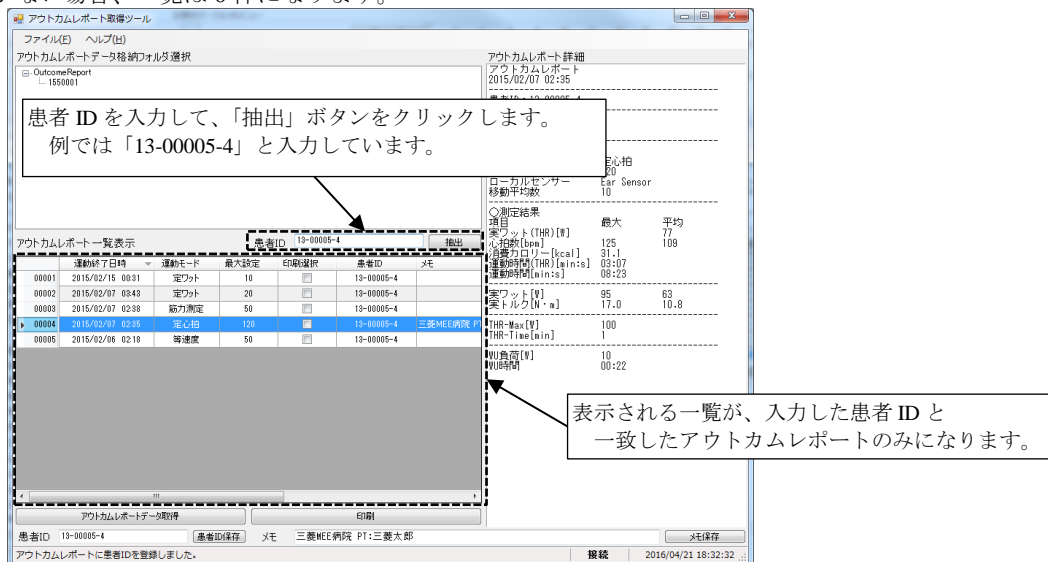 アウトカムレポート取得ツール
ファイル(F) ヘルプ(H)
アウトカムレポートデータ格納フォルダ選択
OutcomeReport
1550001
患者 ID を入力して、「抽出」ボタンをクリックします。
例では「13-00005-4」と入力しています。
アウトカムレポート一覧表示
患者ID 13-00005-4 抽出
運動終了日時 運動モード 最大設定 印刷選択 患者ID メモ
00001 2015/02/15 00:31 定ワット 10 13-00005-4
00002 2015/02/07 03:43 定ワット 20 13-00005-4
00003 2015/02/07 02:38 筋力測定 50 13-00005-4
00004 2015/02/07 02:35 定心拍 120 13-00005-4 三菱MEE病院 PT
00005 2015/02/06 02:18 等速度 50 13-00005-4
アウトカムレポートデータ取得 印刷
アウトカムレポート詳細
アウトカムレポート
2015/02/07 02:35
定心拍
120
ローカルセンサー Ear Sensor
移動平均数 10
○測定結果
項目 最大 平均
実ワット(THR)[W] 77
心拍数[bpm] 125 109
消費カロリー[kcal] 31.1
運動時間(THR)[min:s] 03:07
運動時間[min:s] 08:23
実ワット[W] 95 63
実トルク[N・m] 17.0 10.8
THR-Max[W] 100
THR-Time[min] 1
WU負荷[W] 10
WU時間 00:22
表示される一覧が、入力した患者 ID と
一致したアウトカムレポートのみになります。
患者ID 13-00005-4 患者ID保存 メモ 三菱MEE病院 PT:三菱太郎 メモ保存
アウトカムレポートに患者IDを登録しました。 接続 2016/04/21 18:32:32